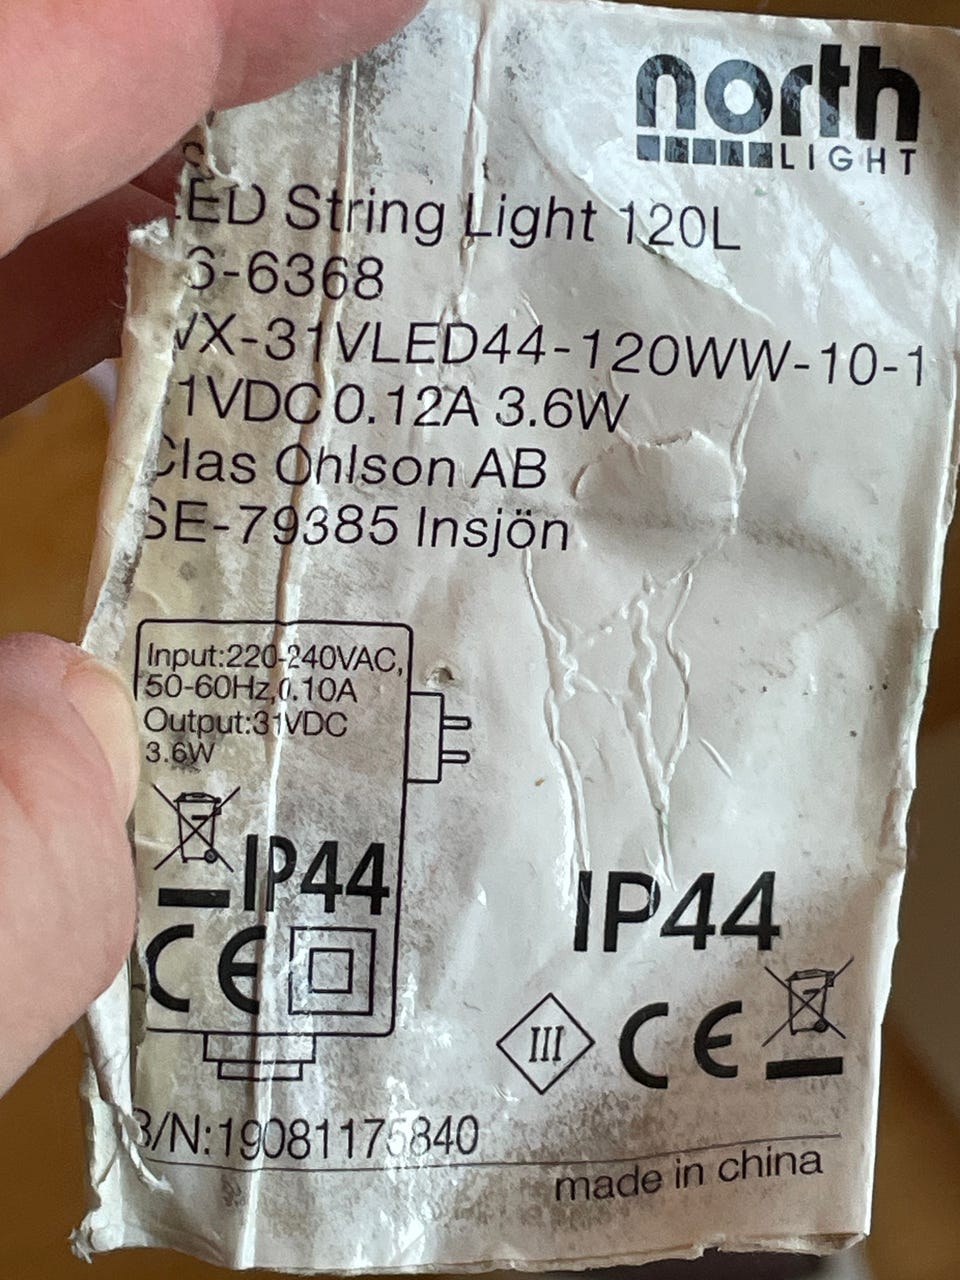 north
LIGHT
ED String Light 120L
6-6368
VX-31VLED44-120WW-10-1
1VDC 0.12A 3.6W
Clas Ohlson AB
SE-79385 Insjön
Input:220-240VAC,
50-60Hz,0.10A
Output:31VDC
3.6W
IP44
CE
IP44
III
CE
B/N:19081175840
made in china